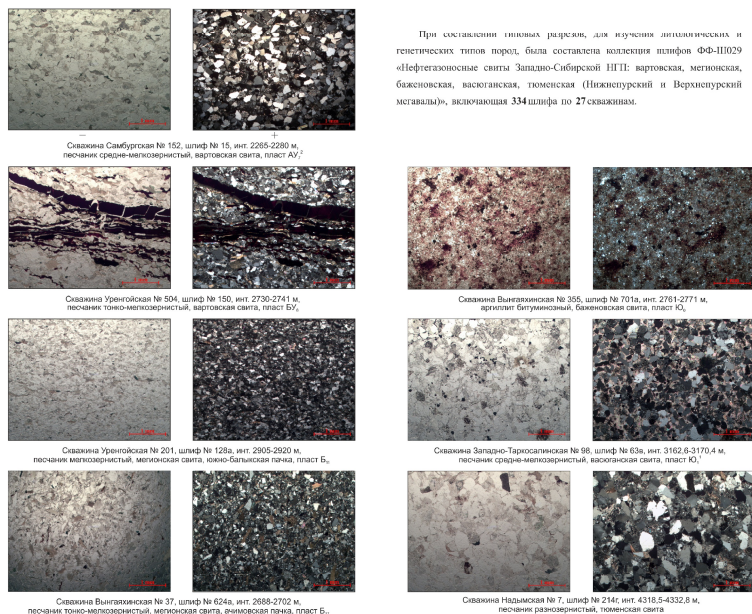 При составлении типовых разрезов, для изучения литологических и
генетических типов пород, была составлена коллекция шлифов ФФ-Ш029
«Нефтегазоносные свиты Западно-Сибирской НГП: вартовская, мегионская,
баженовская, васюганская, тюменская (Нижнепурский и Верхнепурский
мегавалы)», включающая 334 шлифа по 27 скважинам.
Скважина Самбургская № 152, шлиф № 15, инт. 2265-2280 м,
песчаник средне-мелкозернистый, вартовская свита, пласт
Скважина Уренгойская № 504, шлиф № 150, инт. 2730-2741 м,
песчаник тонко-мелкозернистый, вартовская свита, пласт
Скважина Уренгойская № 201, шлиф № 128а, инт. 2905-2920 м,
песчаник мелкозернистый, мегионская свита, южно-балыкская пачка, пласт
Скважина Вынгаяхинская № 37, шлиф № 624а, инт. 2688-2702 м,
песчаник тонко-мелкозернистый, мегионская свита, ачимовская пачка, пласт
Скважина Вынгаяхинская № 355, шлиф № 701а, инт. 2761-2771 м,
аргиллит битуминозный, баженовская свита, пласт
Скважина Западно-Таркосалинская № 98, шлиф № 63в, инт. 3162,6-3170,4 м,
песчаник средне-мелкозернистый, васюганская свита, пласт
Скважина Надымская № 7, шлиф № 214г, инт. 4318,5-4332,8 м,
песчаник разнозернистый, тюменская свита